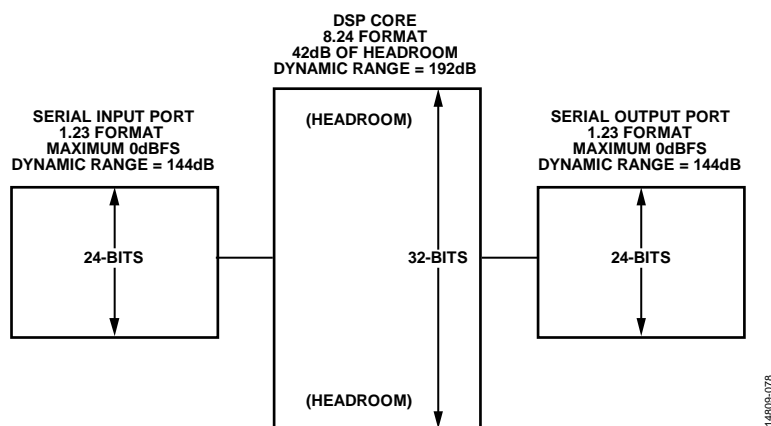 DSP CORE
8.24 FORMAT
42dB OF HEADROOM
DYNAMIC RANGE = 192dB
SERIAL INPUT PORT
1.23 FORMAT
MAXIMUM 0dBFS
DYNAMIC RANGE = 144dB
(HEADROOM)
SERIAL OUTPUT PORT
1.23 FORMAT
MAXIMUM 0dBFS
DYNAMIC RANGE = 144dB
24-BITS
32-BITS
24-BITS
(HEADROOM)
14809-078